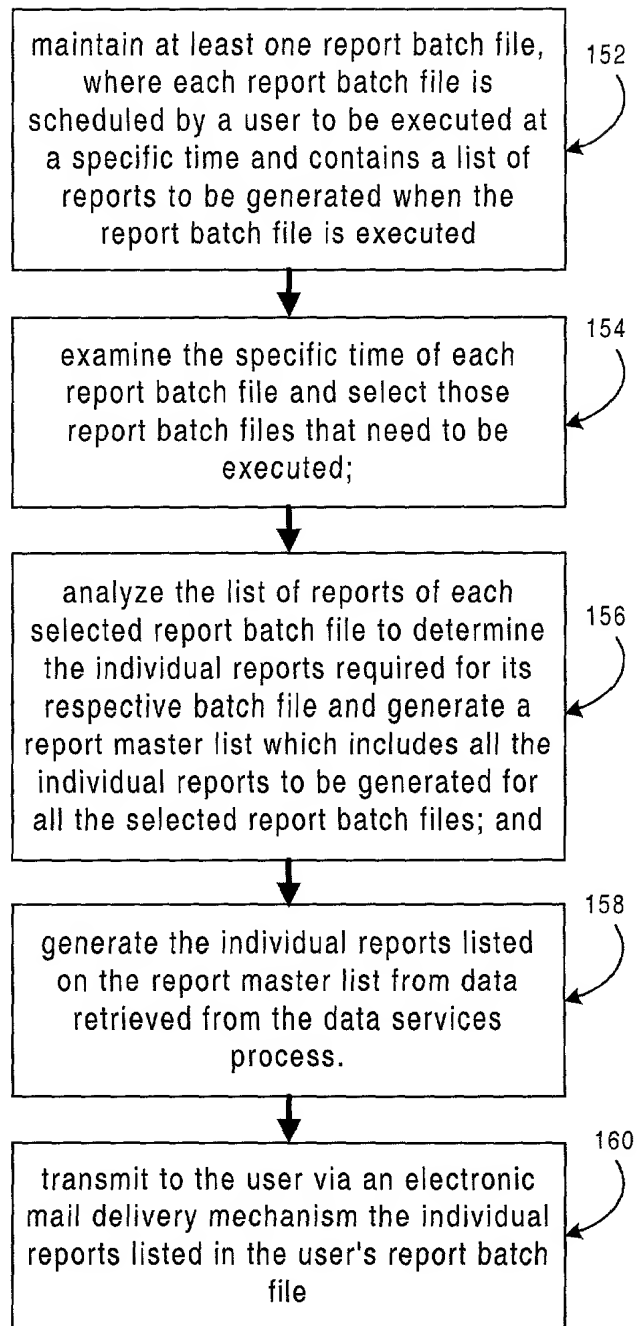 maintain at least one report batch file,
where each report batch file is
scheduled by a user to be executed at
a specific time and contains a list of
reports to be generated when the
report batch file is executed
152
examine the specific time of each
report batch file and select those
report batch files that need to be
executed;
154
analyze the list of reports of each
selected report batch file to determine
the individual reports required for its
respective batch file and generate a
report master list which includes all the
individual reports to be generated for
all the selected report batch files; and
156
generate the individual reports listed
on the report master list from data
retrieved from the data services
process.
158
transmit to the user via an electronic
mail delivery mechanism the individual
reports listed in the user's report batch
file
160